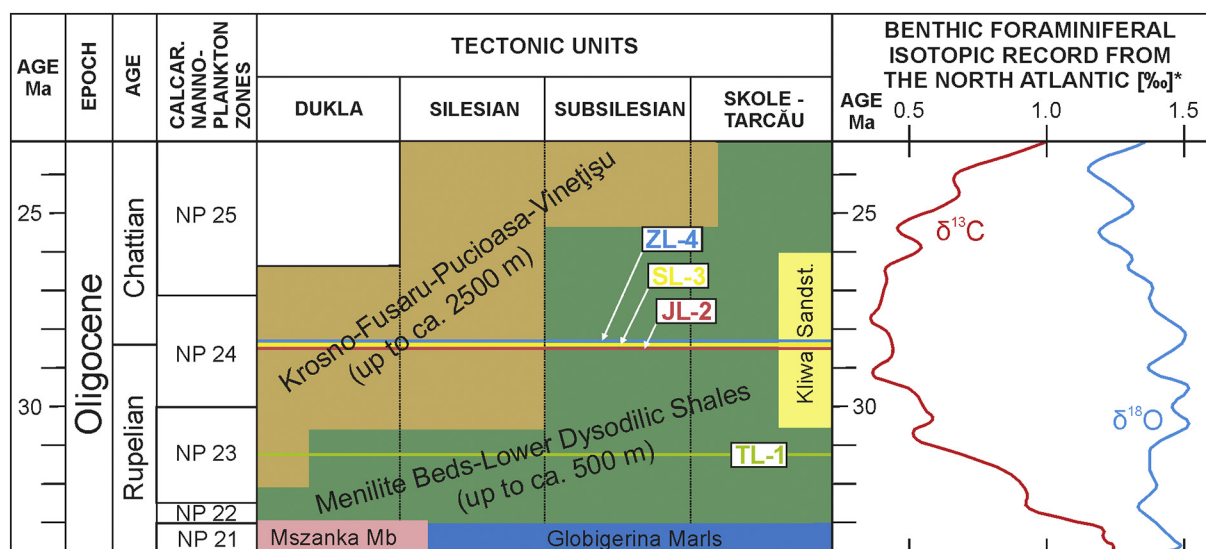 AGE
Ma
EPOCH
AGE
CALCAR.
NANNO-
PLANKTON
ZONES
TECTONIC UNITS
DUKLA
SILESIAN
SUBSILESIAN
SKOLE -
TARCĂU
BENTHIC FORAMINIFERAL
ISOTOPIC RECORD FROM
THE NORTH ATLANTIC [‰]*
AGE
Ma
0.5
1.0
1.5
25
30
Oligocene
Chattian
Rupelian
NP 25
NP 24
NP 23
NP 22
NP 21
Krosno-Fusaru-Pucioasa-Vineţişu
(up to ca. 2500 m)
ZL-4
SL-3
JL-2
Kliwa Sandst.
Menilite Beds-Lower Dysodilic Shales
(up to ca. 500 m)
TL-1
Mszanka Mb
Globigerina Marls
25
30
δ13C
δ18O